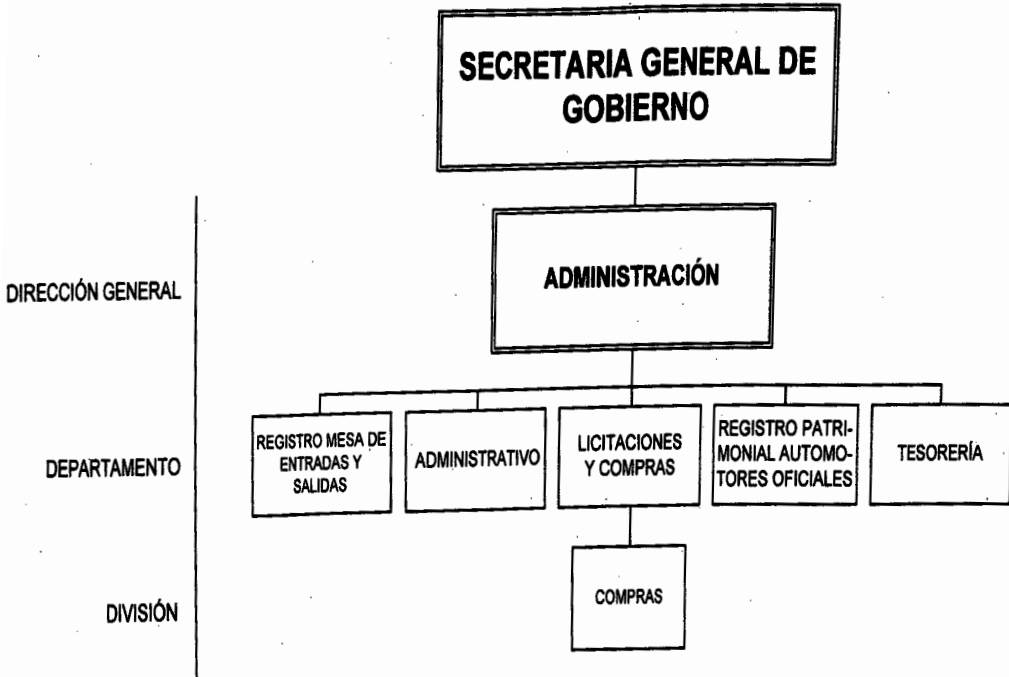 SECRETARIA GENERAL DE
GOBIERNO
DIRECCIÓN GENERAL
ADMINISTRACIÓN
DEPARTAMENTO
REGISTRO MESA DE
ENTRADAS Y
SALIDAS
ADMINISTRATIVO
LICITACIONES
Y COMPRAS
REGISTRO PATRI-
MONIAL AUTOMO-
TORES OFICIALES
TESORERÍA
DIVISIÓN
COMPRAS